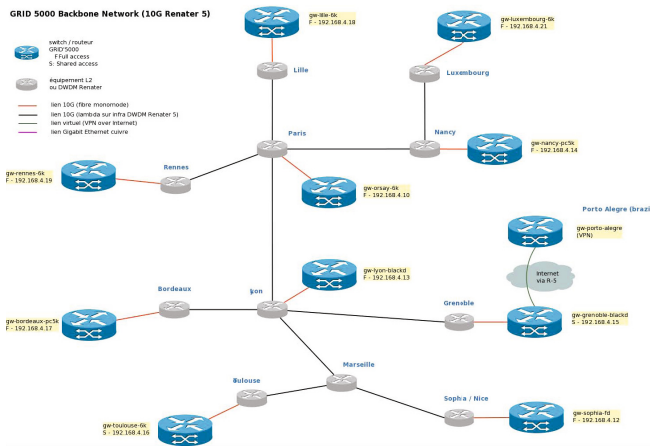 GRID 5000 Backbone Network (10G Renater 5)
switch / routeur
GRID'5000
F Full access
S: Shared access
équipement L2
ou DWDM Renater
lien 10G (fibre monomode)
lien 10G (lambda sur infra DWDM Renater 5)
lien virtuel (VPN over Internet)
lien Gigabit Ethernet cuivre
gw-lille-6k
F - 192.168.4.18
gw-luxembourg-6k
F - 192.168.4.21
Lille
Luxembourg
Paris
Nancy
gw-nancy-pc5k
F - 192.168.4.14
Rennes
gw-rennes-6k
F - 192.168.4.19
gw-orsay-6k
F - 192.168.4.10
Porto Alegre (brazi
gw-porto-alegre
(VPN)
Internet
via R-5
gw-lyon-blackd
F - 192.168.4.13
Bordeaux
Lyon
Grenoble
gw-bordeaux-pc5k
F - 192.168.4.17
gw-grenoble-blackd
S - 192.168.4.15
Marseille
Toulouse
Sophia / Nice
gw-toulouse-6k
S - 192.168.4.16
gw-sophia-fd
F - 192.168.4.12